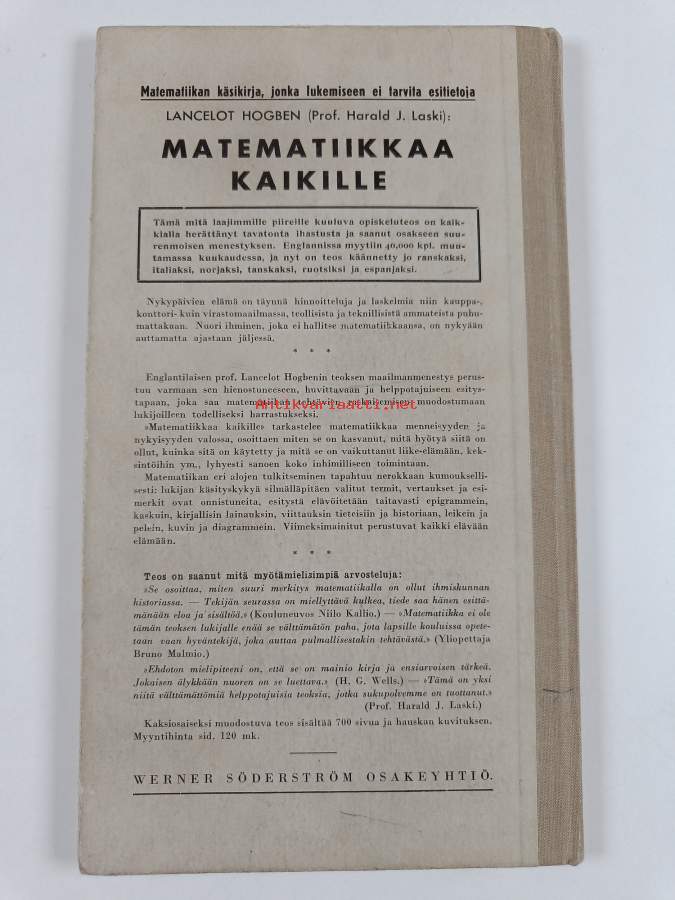 Matematiikan käsikirja, jonka lukemiseen ei tarvita esitietoja
LANCELOT HOGBEN (Prof. Harald J. Laski):
MATEMATIIKKAA
KAIKILLE
Tämä mitä laajimmille piireille kuuluva opiskeluteos on kaik-
kialla herättänyt tavatonta ihastusta ja saanut osakseen suu-
renmoisen menestyksen. Englannissa myytiin 40,000 kpl. muu-
tamassa kuukaudessa, ja nyt on teos käännetty jo ranskaksi,
italiaksi, norjaksi, tanskaksi, ruotsiksi ja espanjaksi.
Nykypäivien elämä on täynnä hinnoitteluja ja laskelmia niin kauppa-,
konttori- kuin virastomaailmassa, teollisista ja teknillisistä ammateista puhu-
mattakaan. Nuori ihminen, joka ei hallitse matematiikkaansa, on nykyään
auttamatta ajastaan jäljessä.
* * *
Englantilaisen prof. Lancelot Hogbenin teoksen maailmanmenestys perus-
tuu varmaan sen hienostuneeseen, huvittavaan ja helppotajuiseen esitys-
tapaan, joka saa matematiikan tehtävien ratkaisemisen muodostumaan
Antikvariaatti.net
lukijoilleen todelliseksi harrastukseksi.
»Matematiikkaa kaikille» tarkastelee matematiikkaa menneisyyden ja
nykyisyyden valossa, osoittaen miten se on kasvanut, mitä hyötyä siitä on
ollut, kuinka sitä on käytetty ja mitä se on vaikuttanut liike-elämään, kek-
sintöihin ym., lyhyesti sanoen koko inhimilliseen toimintaan.
Matematiikan eri alojen tulkitseminen tapahtuu nerokkaan kumoukselli-
sesti: lukijan käsityskykyä silmälläpitäen valitut termit, vertaukset ja esi-
merkit ovat onnistuneita, esitystä elävöitetään taitavasti epigrammein,
kaskuin, kirjallisin lainauksin, viittauksin tieteisiin ja historiaan, leikein ja
pelein, kuvin ja diagrammein. Viimeksimainitut perustuvat kaikki elävään
elämään.
* * *
Teos on saanut mitä myötämielisimpiä arvosteluja:
»Se osoittaa, miten suuri merkitys matematiikalla on ollut ihmiskunnan
historiassa. — Tekijän seurassa on miellyttävä kulkea, tiede saa hänen esittä-
mänään eloa ja sisältöä.» (Kouluneuvos Niilo Kallio.) — »Matematiikka ei ole
tämän teoksen lukijalle enää se välttämätön paha, jota lapsille kouluissa opete-
taan vaan hyväntekijä, joka auttaa pulmallisestakin tehtävästä.» (Yliopettaja
Bruno Malmio.)
»Ehdoton mielipiteeni on, että se on mainio kirja ja ensiarvoisen tärkeä.
Jokaisen älykkään nuoren on se luettava.» (H. G. Wells.) — »Tämä on yksi
niitä välttämättömiä helppotajuisia teoksia, jotka sukupolvemme on tuottanut.»
(Prof. Harald J. Laski.)
Kaksiosaiseksi muodostuva teos sisältää 700 sivua ja hauskan kuvituksen.
Myyntihinta sid. 120 mk.
WERNER SÖDERSTRÖM OSAKEYHTIÖ.